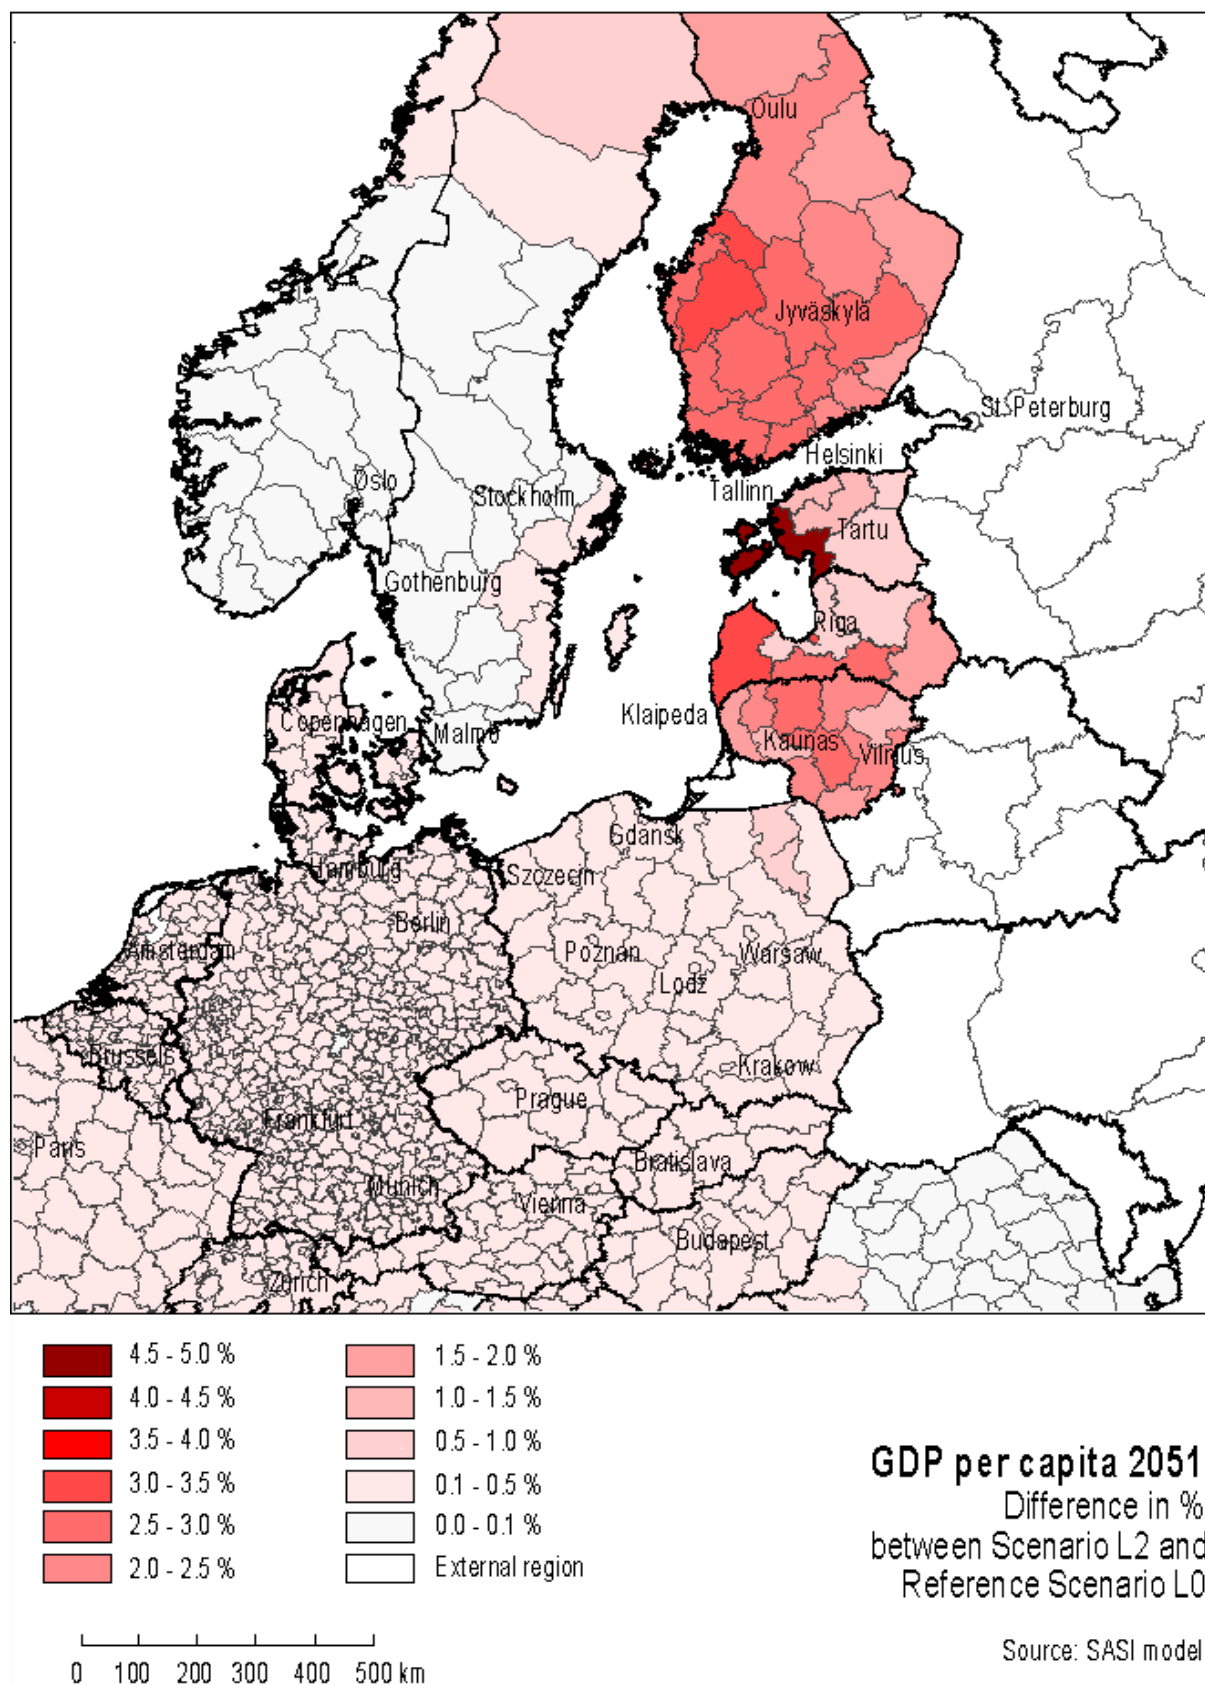 Oulu
Jyväskylä
St. Peterburg
Helsinki
Oslo
Stockholm
Tallinn
Tartu
Gothenburg
Riga
Klaipeda
Copenhagen
Malmö
Kaunas
Vilnius
Gdansk
Hamburg
Szczecin
Berlin
Amsterdam
Poznan
Warsaw
Lodz
Brussels
Krakow
Prague
Frankfurt
Paris
Bratislava
Munich
Vienna
Budapest
Zürich
4.5 - 5.0 %
4.0 - 4.5 %
3.5 - 4.0 %
3.0 - 3.5 %
2.5 - 3.0 %
2.0 - 2.5 %
1.5 - 2.0 %
1.0 - 1.5 %
0.5 - 1.0 %
0.1 - 0.5 %
0.0 - 0.1 %
External region
GDP per capita 2051
Difference in %
between Scenario L2 and
Reference Scenario L0
Source: SASI model
0 100 200 300 400 500 km